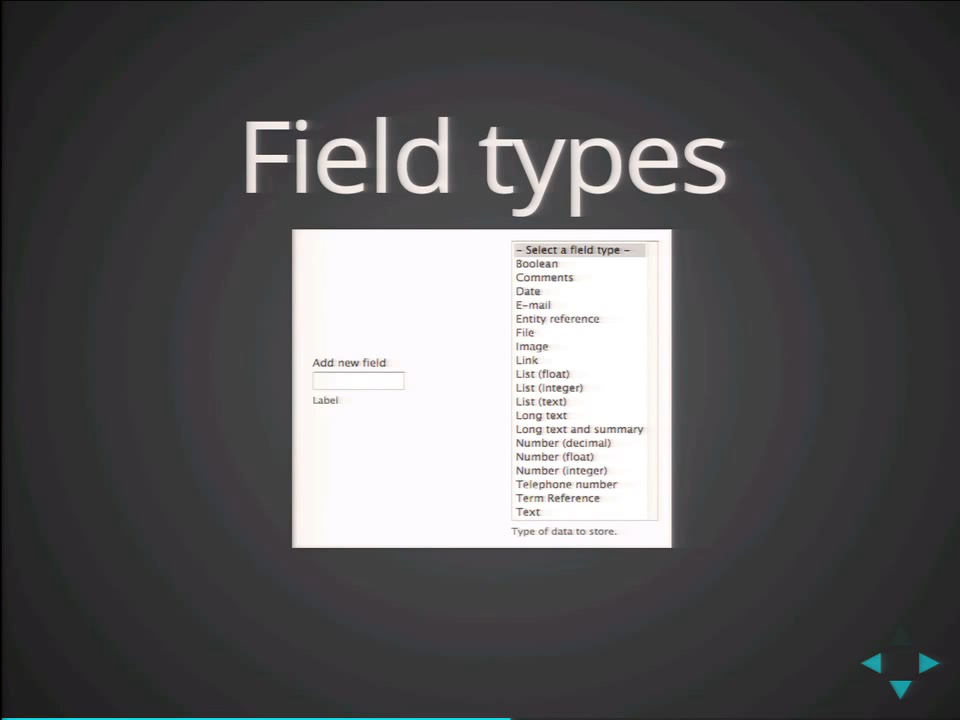 Field types
Add new field
Label
- Select a field type -
Boolean
Comments
Date
E-mail
Entity reference
File
Image
Link
List (float)
List (integer)
List (text)
Long text
Long text and summary
Number (decimal)
Number (float)
Number (integer)
Telephone number
Term Reference
Text
Type of data to store.